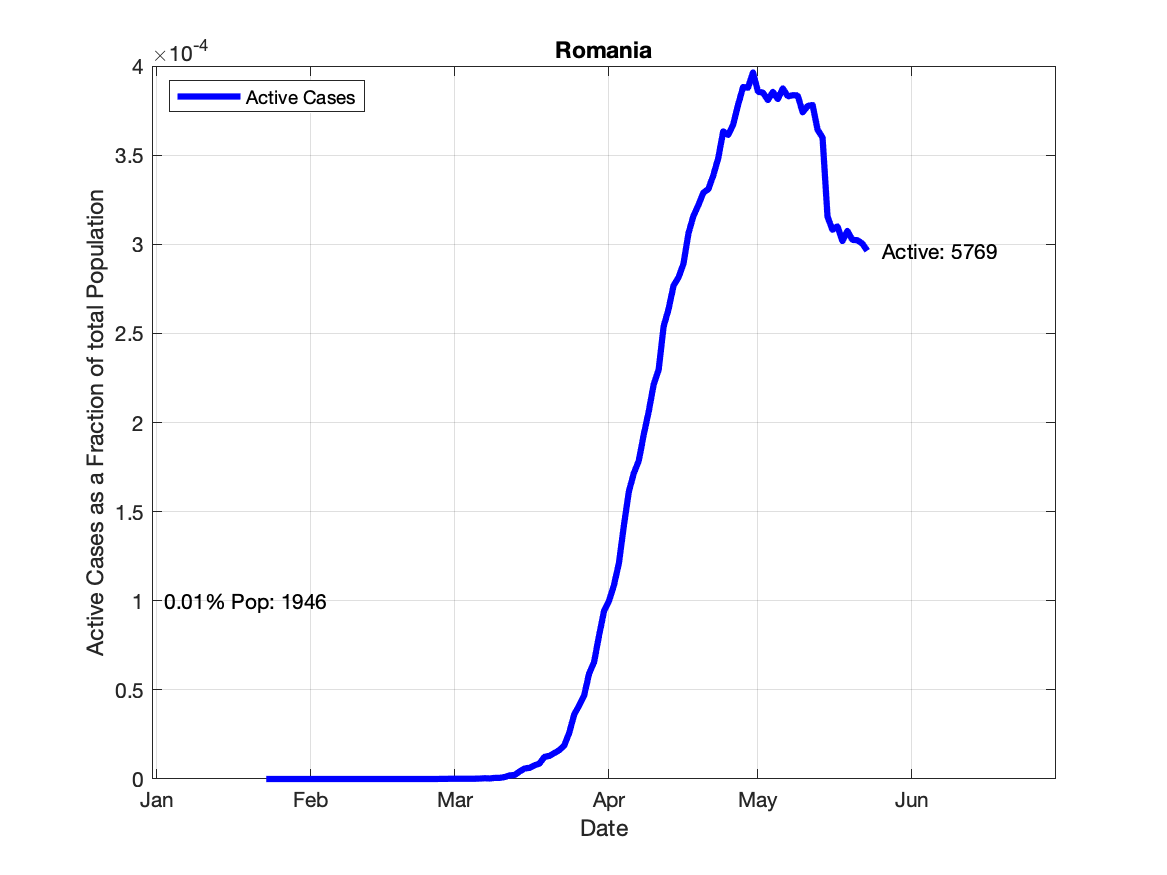 Romania
×10-4
4
3.5
3
2.5
2
1.5
1
0.5
0
Active Cases
Active: 5769
0.01% Pop: 1946
Active Cases as a Fraction of total Population
Jan Feb Mar Apr May Jun
Date